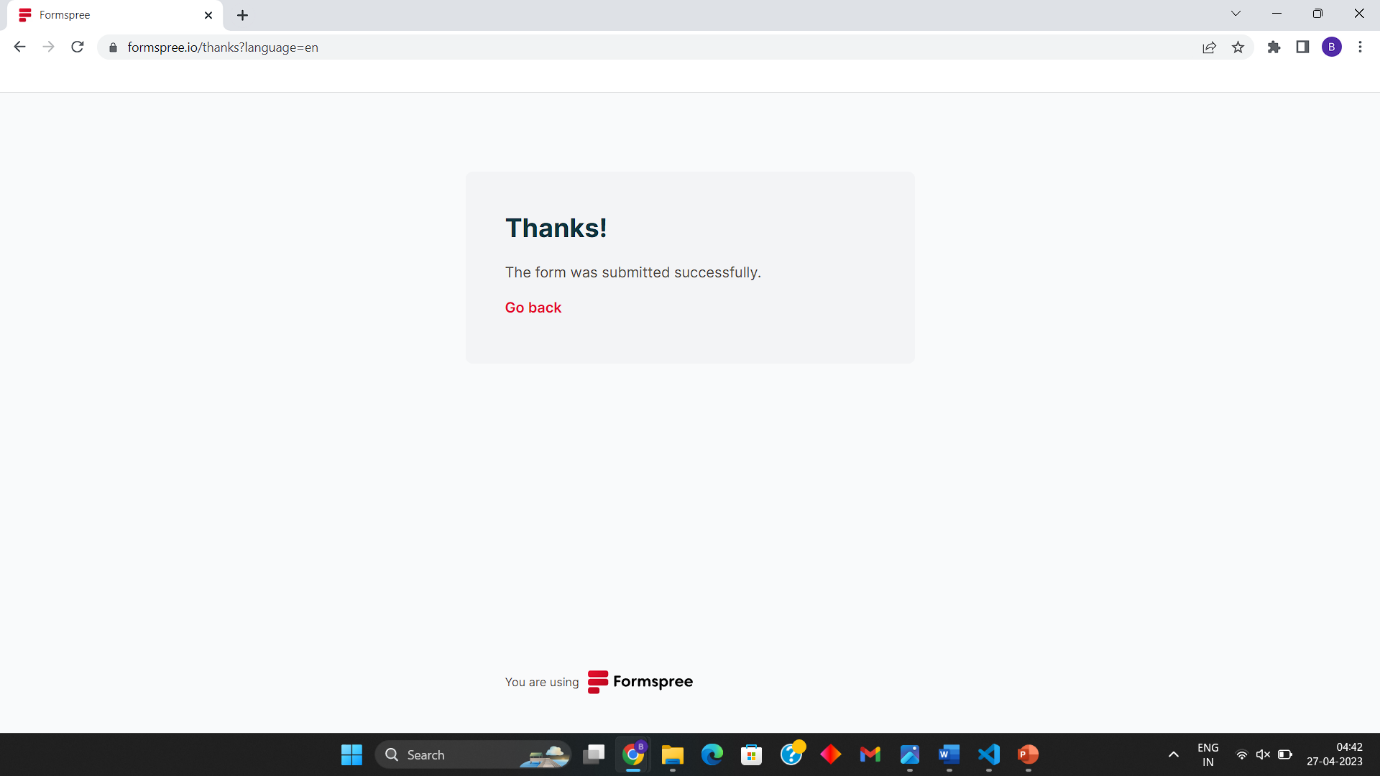 Formspree
formspree.io/thanks?language=en
B
Thanks!
The form was submitted successfully.
Go back
You are using Formspree
Search
B
W
P
ENG
IN
04:42
27-04-2023